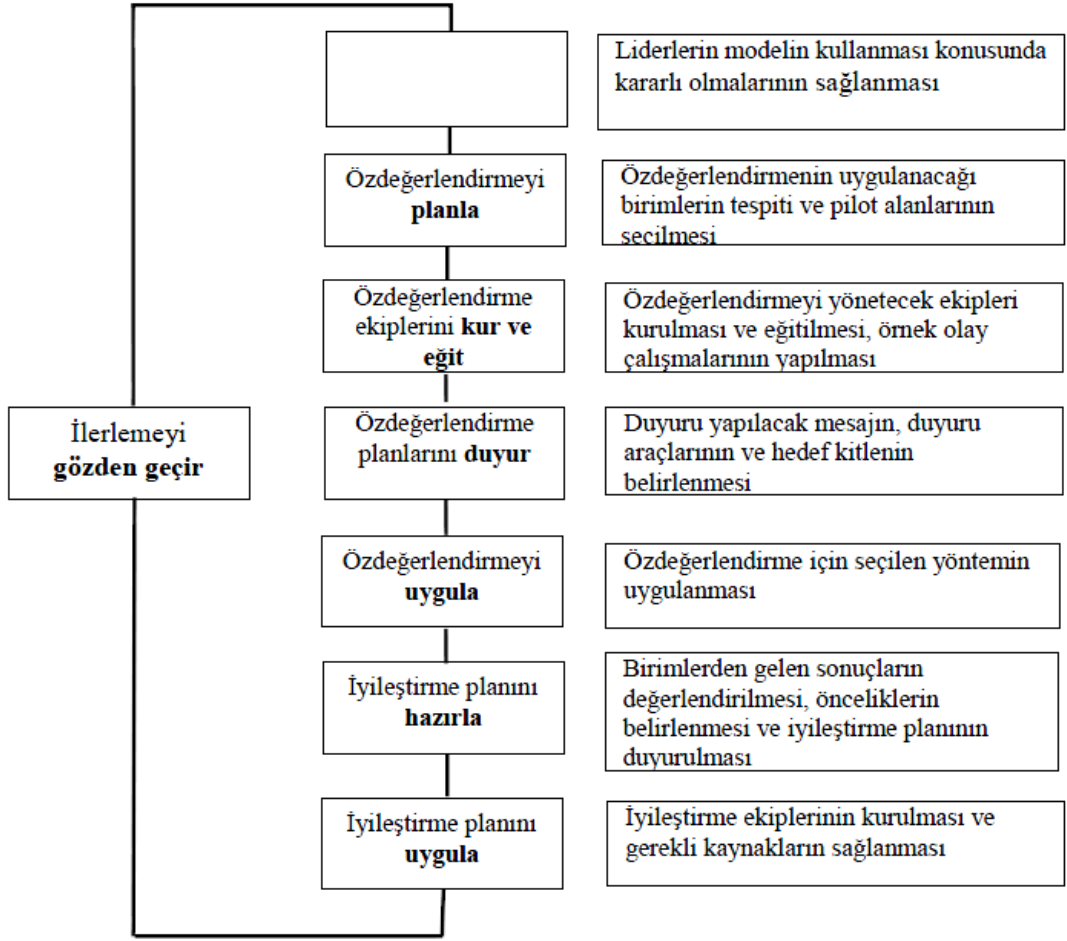 Liderlerin modelin kullanması konusunda
kararlı olmalarının sağlanması
Özdeğerlendirmeyi
planla
Özdeğerlendirmenin uygulanacağı
birimlerin tespiti ve pilot alanlarının
seçilmesi
Özdeğerlendirme
ekiplerini kur ve
eğit
Özdeğerlendirmeyi yönetecek ekipleri
kurulması ve eğitilmesi, örnek olay
çalışmalarının yapılması
İlerlemeyi
gözden geçir
Özdeğerlendirme
planlarını duyur
Duyuru yapılacak mesajın, duyuru
araçlarının ve hedef kitlenin
belirlenmesi
Özdeğerlendirmeyi
uygula
Özdeğerlendirme için seçilen yöntemin
uygulanması
İyileştirme planını
hazırla
Birimlerden gelen sonuçların
değerlendirilmesi, önceliklerin
belirlenmesi ve iyileştirme planının
duyurulması
İyileştirme planını
uygula
İyileştirme ekiplerinin kurulması ve
gerekli kaynakların sağlanması